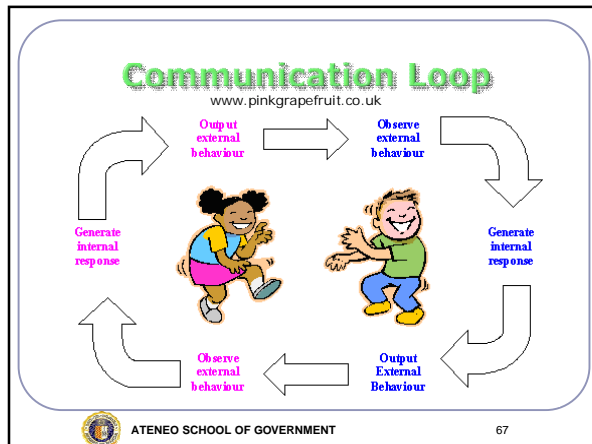 Communication Loop
www.pinkgrapefruit.co.uk
Output
external
behaviour
Observe
external
behaviour
Generate
internal
response
Generate
internal
response
Observe
external
behaviour
Output
External
Behaviour
ATENEO SCHOOL OF GOVERNMENT
67